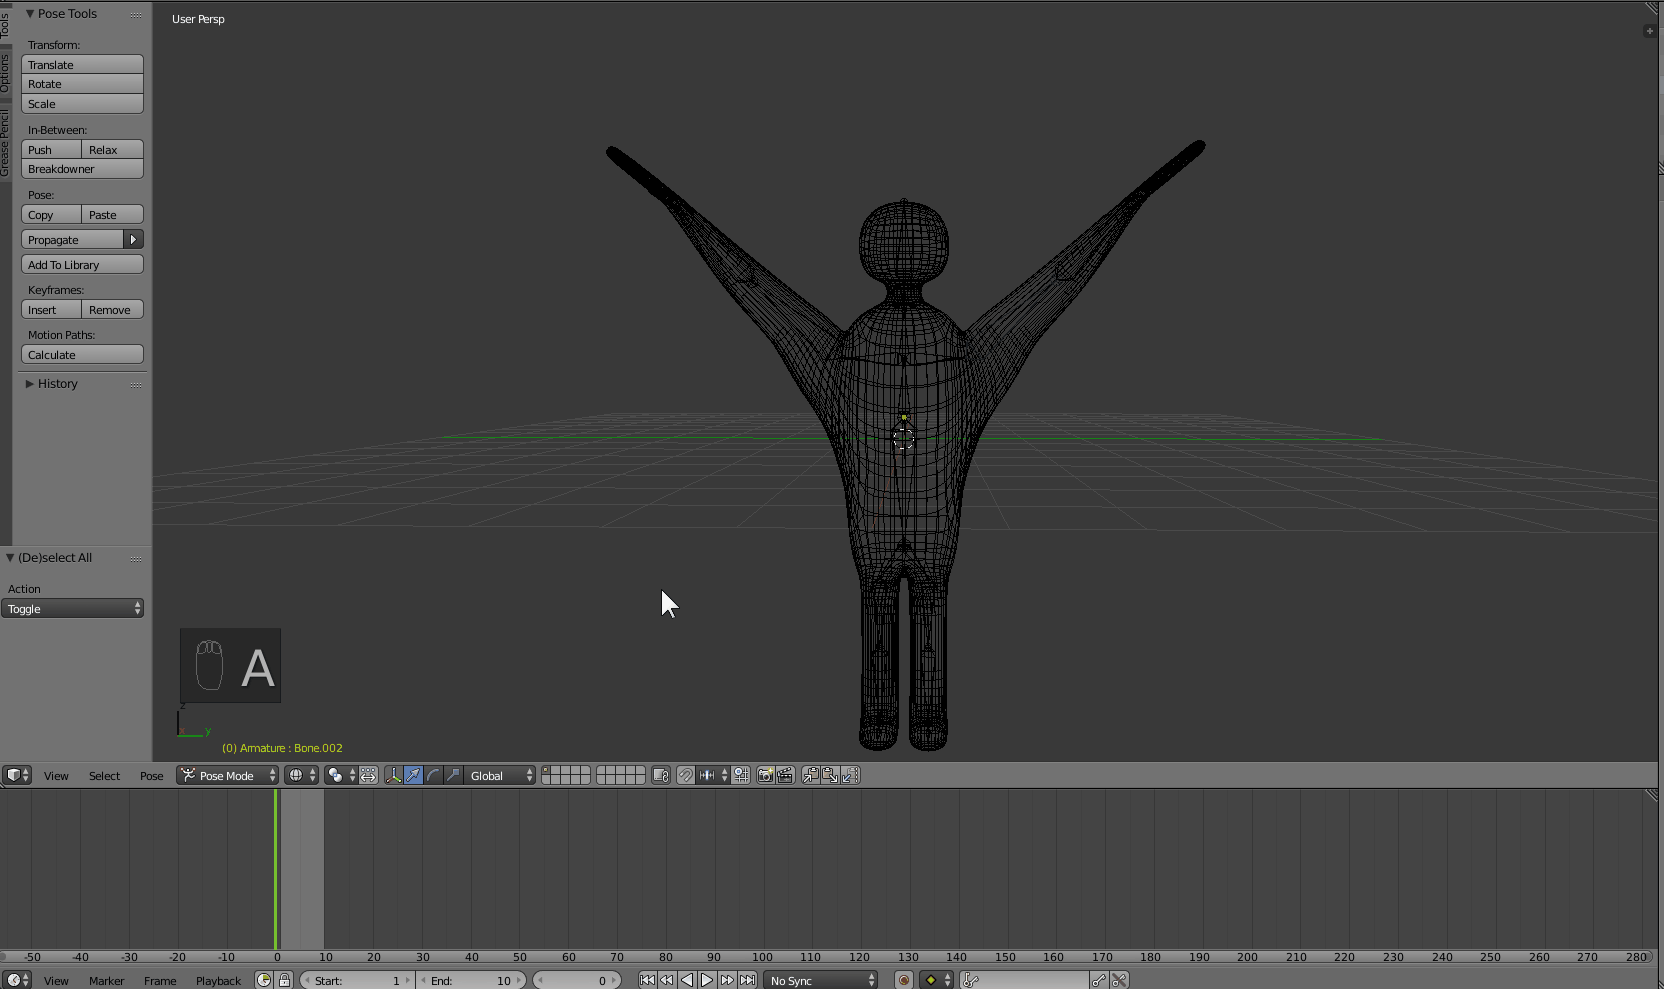 Tools
Options
Grease Pencil
Pose Tools
Transform:
Translate
Rotate
Scale
In-Between:
Push Relax
Breakdowner
Pose:
Copy Paste
Propagate
Add To Library
Keyframes:
Insert Remove
Motion Paths:
Calculate
History
(De)select All
Action
Toggle
User Persp
A
z
y
(0) Armature : Bone.002
View Select Pose Pose Mode Global
-50 -40 -30 -20 -10 0 10 20 30 40 50 60 70 80 90 100 110 120 130 140 150 160 170 180 190 200 210 220 230 240 250 260 270 280
View Marker Frame Playback Start: 1 End: 10 0 No Sync